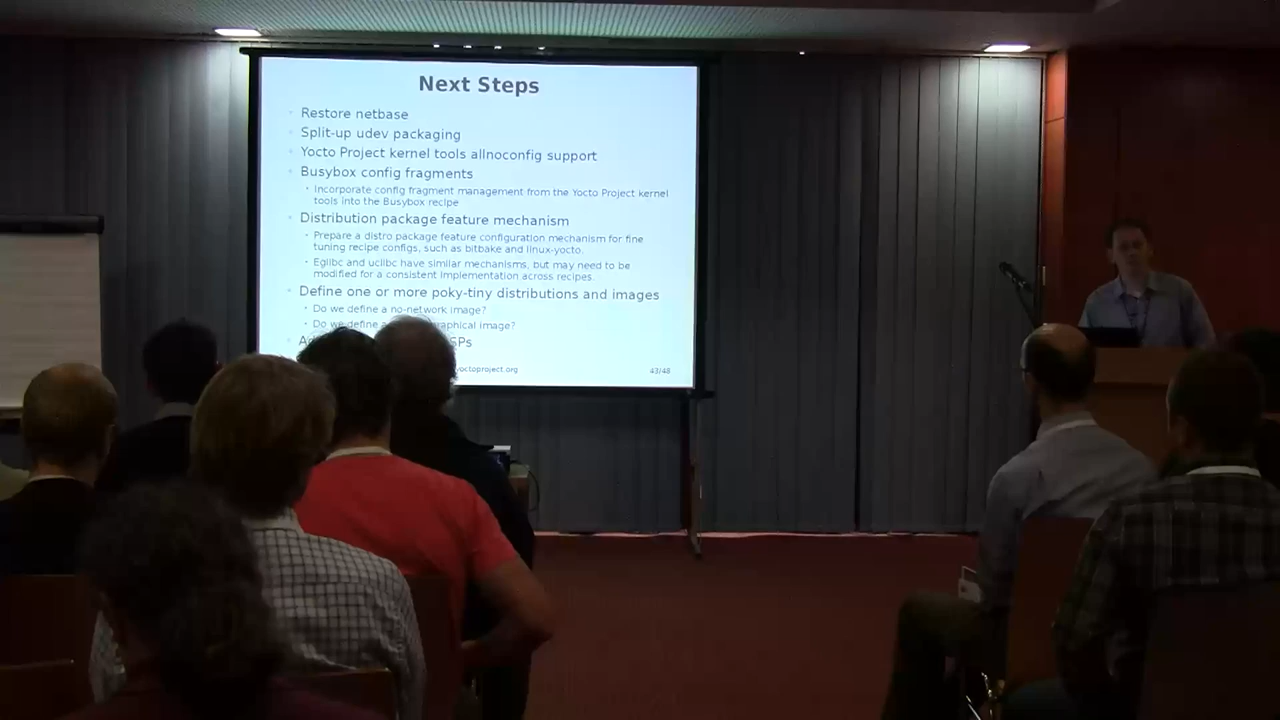 Next Steps
Restore netbase
Split-up udev packaging
Yocto Project kernel tools allnoconfig support
Busybox config fragments
Incorporate config fragment management from the Yocto Project kernel
tools into the Busybox recipe
Distribution package feature mechanism
Prepare a distro package feature configuration mechanism for fine
tuning recipe configs, such as bitbake and linux-yocto.
Eglibc and uclibc have similar mechanisms, but may need to be
modified for a consistent implementation across recipes.
Define one or more poky-tiny distributions and images
Do we define a no-network image?
Do we define a image?
yoctoproject.org
43/48